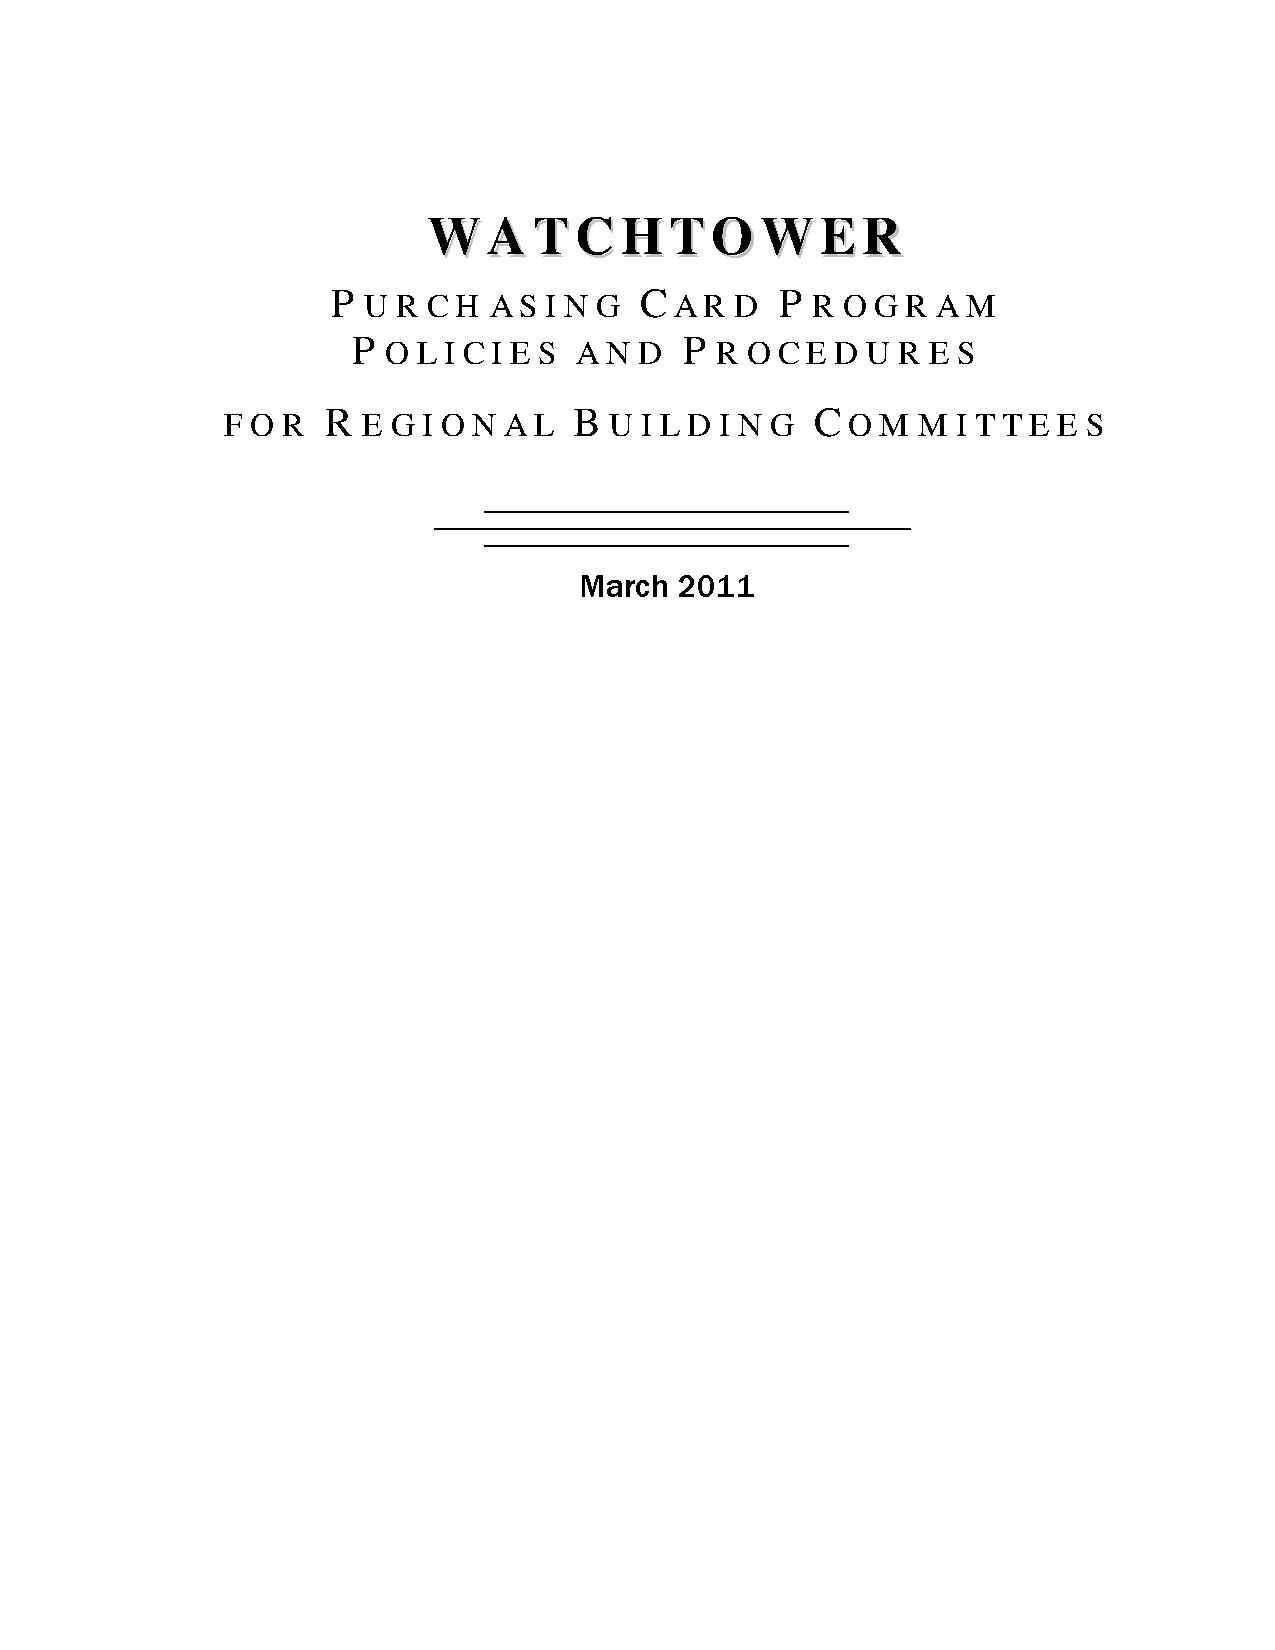 WATCHTOWER
PURCHASING CARD PROGRAM
POLICIES AND PROCEDURES
FOR REGIONAL BUILDING COMMITTEES
March 2011